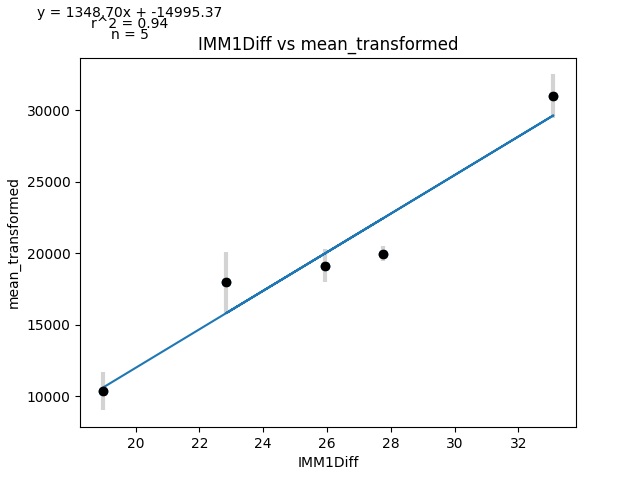 y = 1348.70x + -14995.37
r^2 = 0.94
n = 5
IMM1Diff vs mean_transformed
30000
25000
20000
15000
10000
mean_transformed
20 22 24 26 28 30 32
IMM1Diff